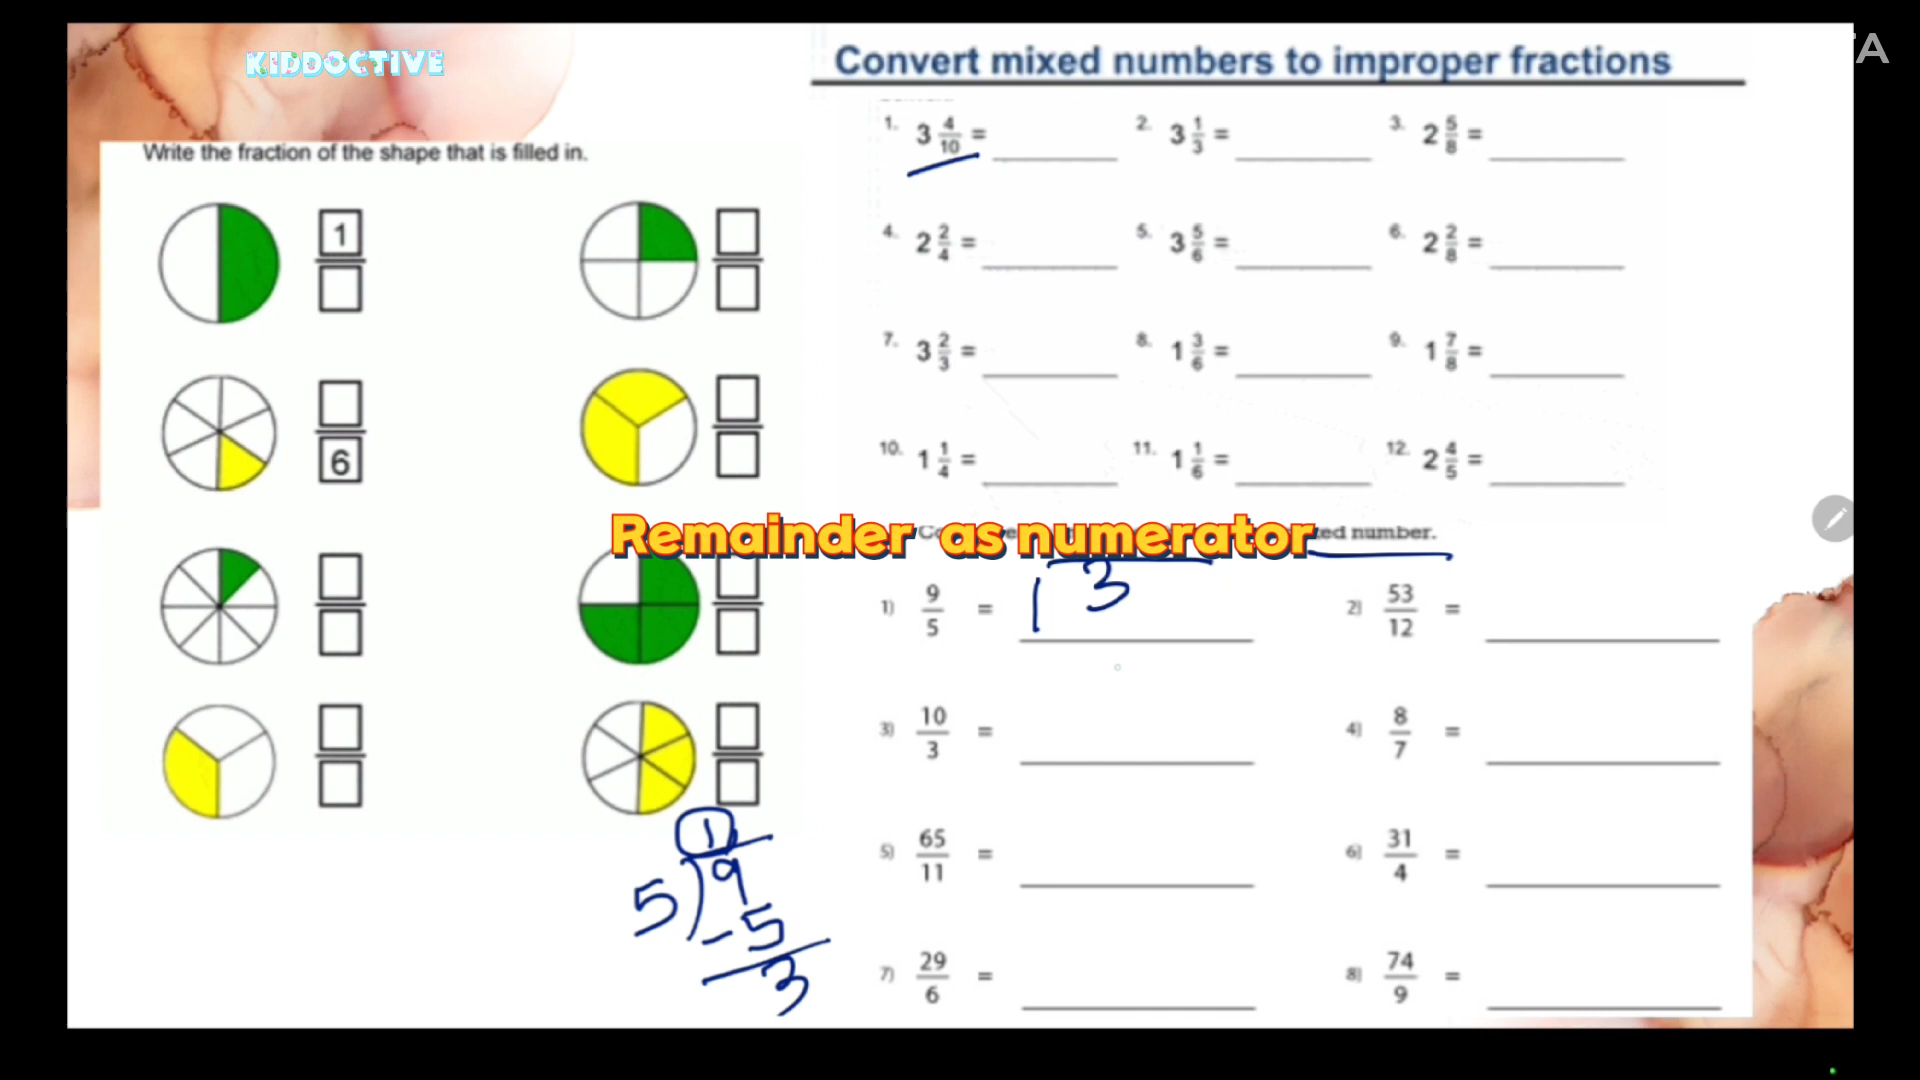 KIDDOCTIVE
TA
Convert mixed numbers to improper fractions
Write the fraction of the shape that is filled in.
1
6
1. 3 4/10 =
2. 3 1/3 =
3. 2 5/8 =
4. 2 2/4 =
5. 3 5/6 =
6. 2 2/8 =
7. 3 2/3 =
8. 1 3/6 =
9. 1 7/8 =
10. 1 1/4 =
11. 1 1/6 =
12. 2 4/5 =
Remainder as numerator
number.
1) 9/5 = 1 3
2) 53/12 =
3) 10/3 =
4) 8/7 =
5) 65/11 =
6) 31/4 =
7) 29/6 =
8) 74/9 =
1
5)9
-5
3